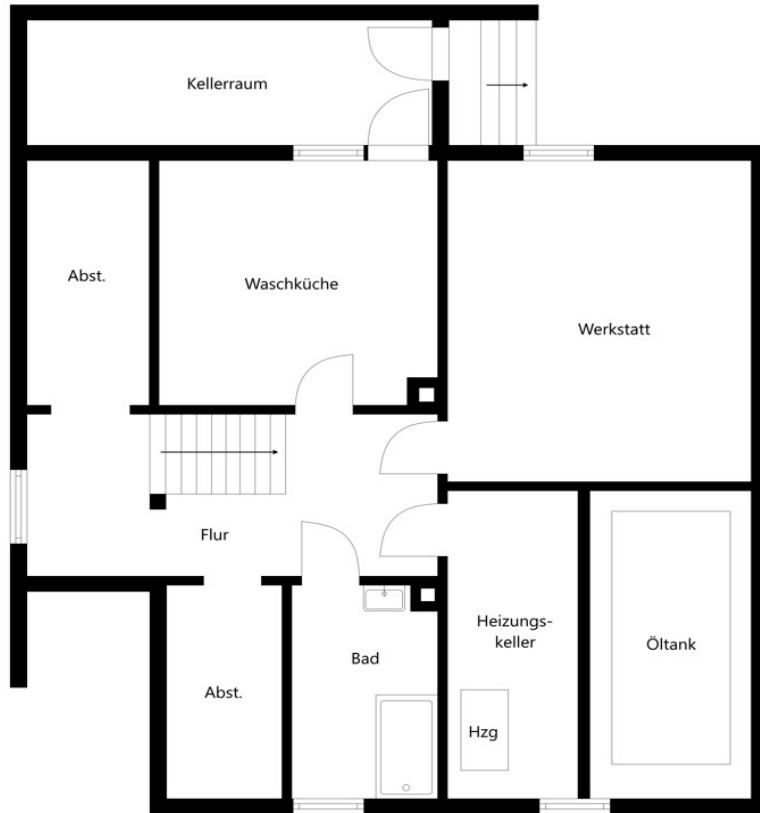 Kellerraum
Abst.
Waschküche
Werkstatt
Flur
Heizungs-
keller
Öltank
Bad
Abst.
Hzg